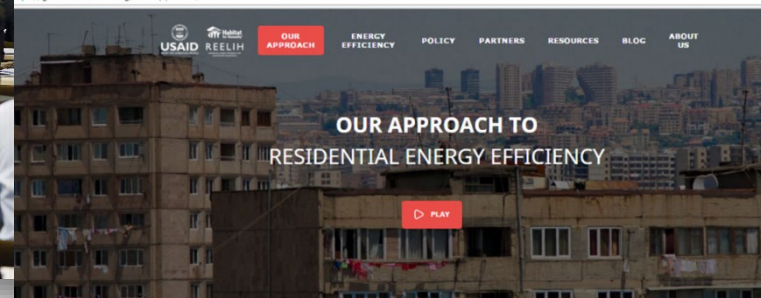 USAID
Habitat
for Humanity
REELIH
OUR
APPROACH
ENERGY
EFFICIENCY
POLICY
PARTNERS
RESOURCES
BLOG
ABOUT
US
OUR APPROACH TO
RESIDENTIAL ENERGY EFFICIENCY
PLAY